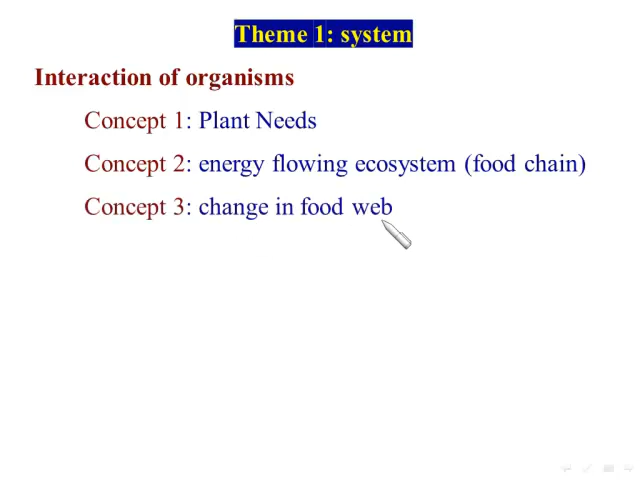 Theme 1: system
Interaction of organisms
Concept 1: Plant Needs
Concept 2: energy flowing ecosystem (food chain)
Concept 3: change in food web